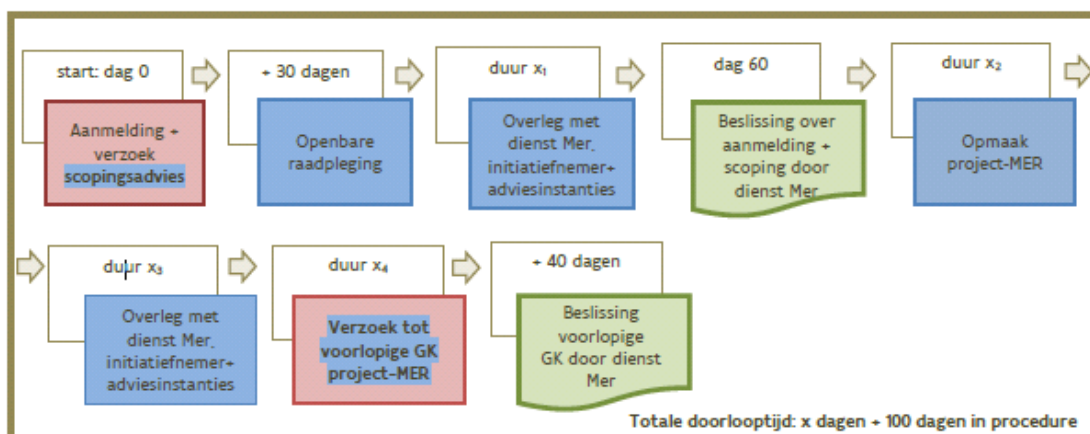 start: dag 0
Aanmelding +
verzoek
scopingsadvies
+ 30 dagen
Openbare
raadpleging
duur x₁
Overleg met
dienst Mer,
initiatiefnemer+
adviesinstanties
dag 60
Beslissing over
aanmelding +
scoping door
dienst Mer
duur x₂
Opmaak
project-MER
duur x₃
Overleg met
dienst Mer,
initiatiefnemer+
adviesinstanties
duur x₄
Verzoek tot
voorlopige GK
project-MER
+ 40 dagen
Beslissing
voorlopige
GK door dienst
Mer
Totale doorlooptijd: x dagen + 100 dagen in procedure